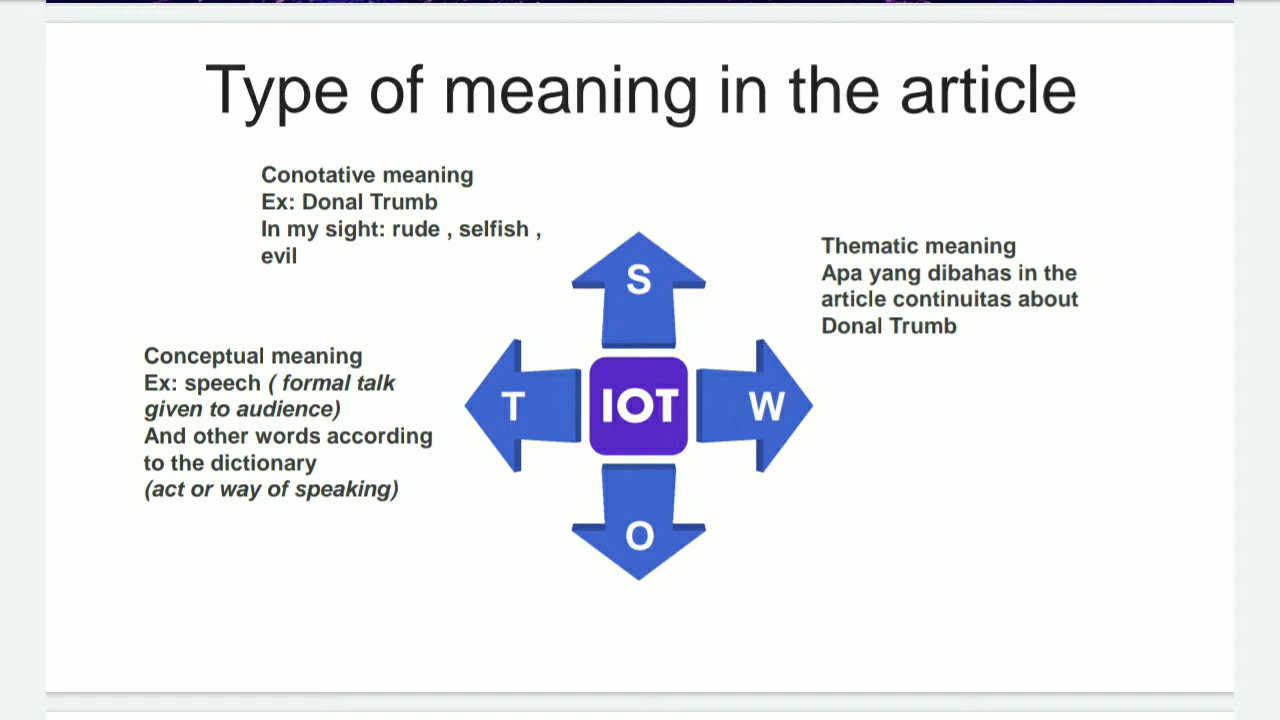 Type of meaning in the article
Conotative meaning
Ex: Donal Trumb
In my sight: rude , selfish ,
evil
Thematic meaning
Apa yang dibahas in the
article continuitas about
Donal Trumb
Conceptual meaning
Ex: speech ( formal talk
given to audience)
And other words according
to the dictionary
(act or way of speaking)
S
T
IOT
W
O